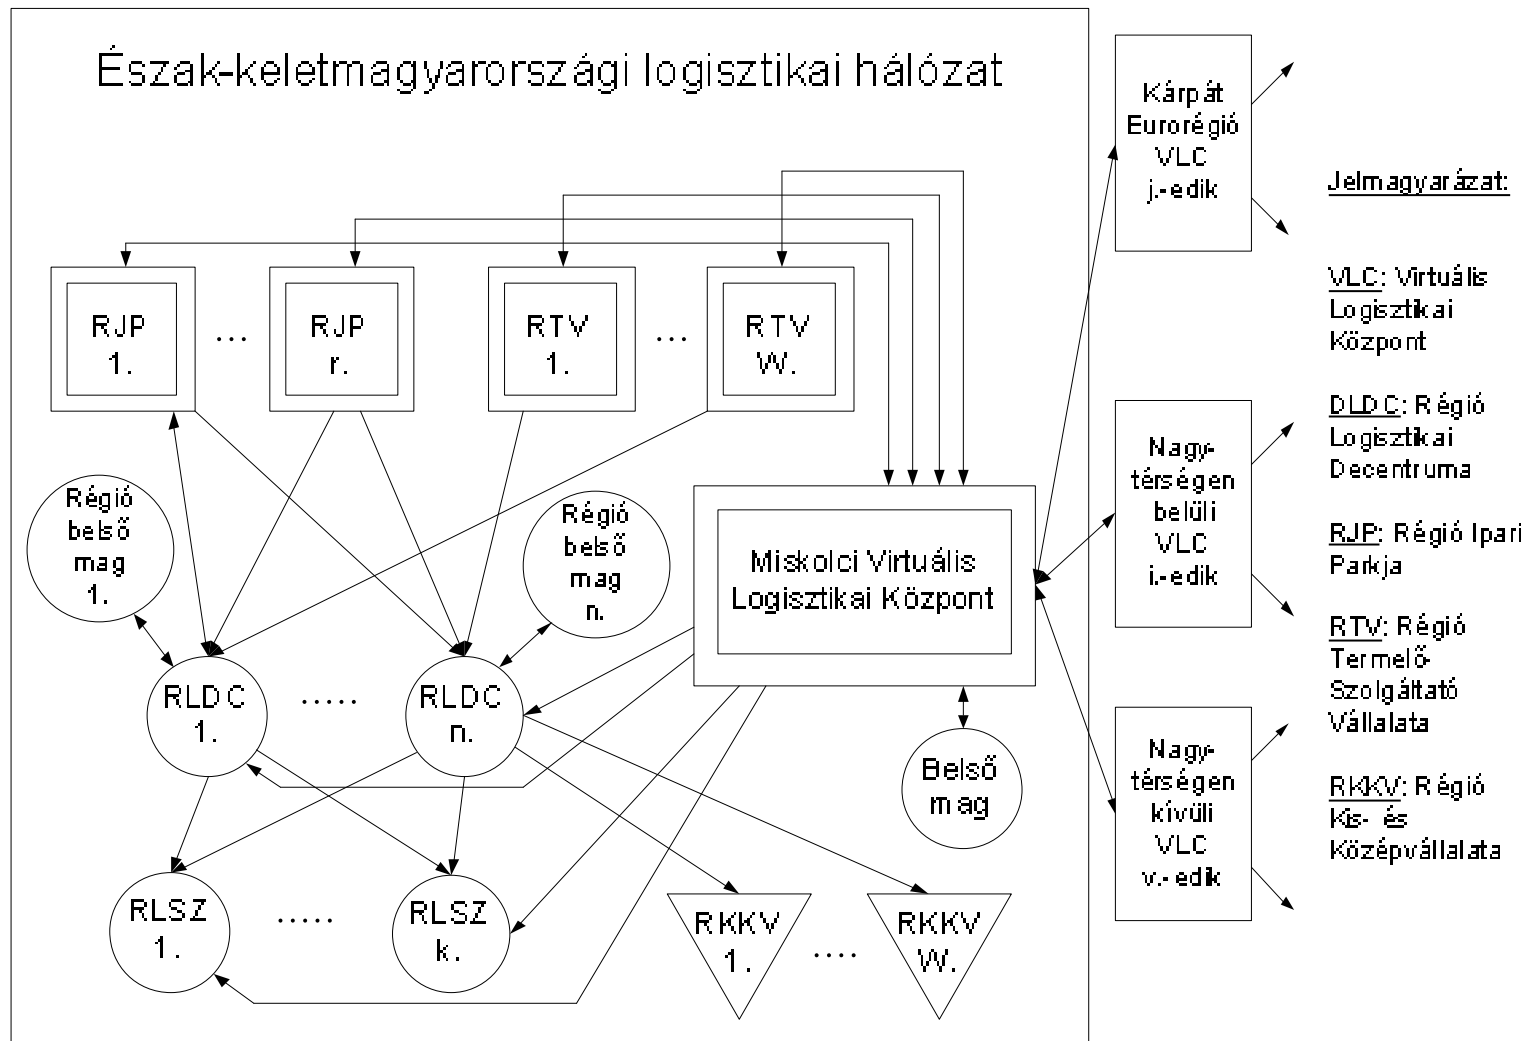 Észak-keletmagyarországi logisztikai hálózat
RJP
1.
...
RJP
r.
RTV
1.
...
RTV
W.
Régió
belső
mag
1.
Régió
belső
mag
n.
Miskolci Virtuális
Logisztikai Központ
RLDC
1.
.....
RLDC
n.
Belső
mag
RLSZ
1.
.....
RLSZ
k.
RKKV
1.
....
RKKV
W.
Kárpát
Eurorégió
VLC
j.-edik
Nagy-
térségen
belüli
VLC
i.-edik
Nagy-
térségen
kívüli
VLC
v.-edik
Jelmagyarázat:
VLC: Virtuális
Logisztikai
Központ
DLDC: Régió
Logisztikai
Decentruma
RJP: Régió Ipari
Parkja
RTV: Régió
Termelő-
Szolgáltató
Vállalata
RKKV: Régió
Kis- és
Középvállalata